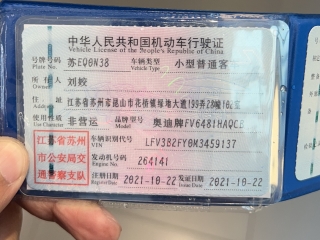 中华人民共和国机动车行驶证
Vehicle License of the People's Republic of China
号牌号码 Plate No. 苏EQ0N38 车辆类型 Vehicle Type 小型普通客
所有人 Owner 刘姣
住址 Address 江苏省苏州市昆山市花桥镇绿地大道199弄28幢10室
使用性质 Use Character 非营运 品牌型号 Model 奥迪牌FV6481HAQCB
江苏省苏州
市公安局交
通警察支队
车辆识别代号 VIN LFV3B2FY0M3459137
发动机号码 Engine No. 264141
注册日期 Register Date 2021-10-22 发证日期 Issue Date 2021-10-22